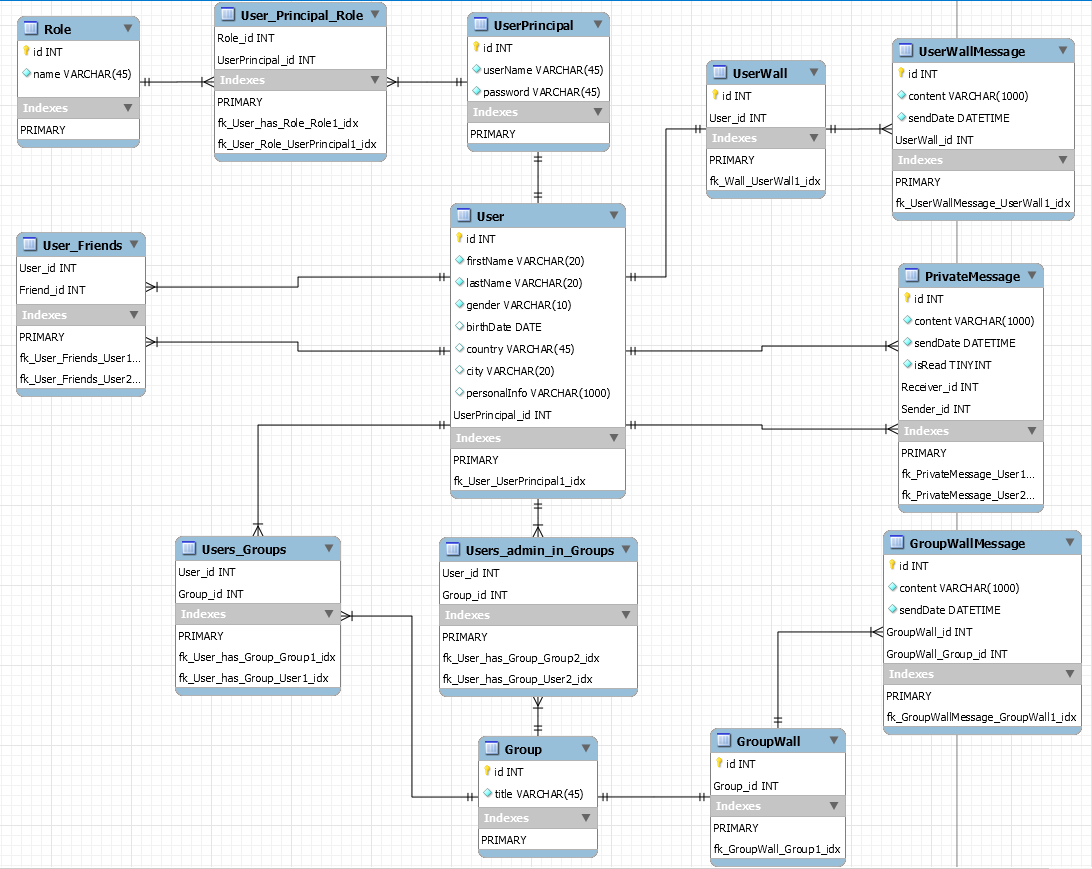 Role
id INT
name VARCHAR(45)
Indexes
PRIMARY
User_Principal_Role
Role_id INT
UserPrincipal_id INT
Indexes
PRIMARY
fk_User_has_Role_Role1_idx
fk_User_Role_UserPrincipal1_idx
UserPrincipal
id INT
userName VARCHAR(45)
password VARCHAR(45)
Indexes
PRIMARY
UserWall
id INT
User_id INT
Indexes
PRIMARY
fk_Wall_UserWall1_idx
UserWallMessage
id INT
content VARCHAR(1000)
sendDate DATETIME
UserWall_id INT
Indexes
PRIMARY
fk_UserWallMessage_UserWall1_idx
User_Friends
User_id INT
Friend_id INT
Indexes
PRIMARY
fk_User_Friends_User1...
fk_User_Friends_User2...
User
id INT
firstName VARCHAR(20)
lastName VARCHAR(20)
gender VARCHAR(10)
birthDate DATE
country VARCHAR(45)
city VARCHAR(20)
personalInfo VARCHAR(1000)
UserPrincipal_id INT
Indexes
PRIMARY
fk_User_UserPrincipal1_idx
PrivateMessage
id INT
content VARCHAR(1000)
sendDate DATETIME
isRead TINYINT
Receiver_id INT
Sender_id INT
Indexes
PRIMARY
fk_PrivateMessage_User1...
fk_PrivateMessage_User2...
Users_Groups
User_id INT
Group_id INT
Indexes
PRIMARY
fk_User_has_Group_Group1_idx
fk_User_has_Group_User1_idx
Users_admin_in_Groups
User_id INT
Group_id INT
Indexes
PRIMARY
fk_User_has_Group_Group2_idx
fk_User_has_Group_User2_idx
GroupWallMessage
id INT
content VARCHAR(1000)
sendDate DATETIME
GroupWall_id INT
GroupWall_Group_id INT
Indexes
PRIMARY
fk_GroupWallMessage_GroupWall1_idx
Group
id INT
title VARCHAR(45)
Indexes
PRIMARY
GroupWall
id INT
Group_id INT
Indexes
PRIMARY
fk_GroupWall_Group1_idx